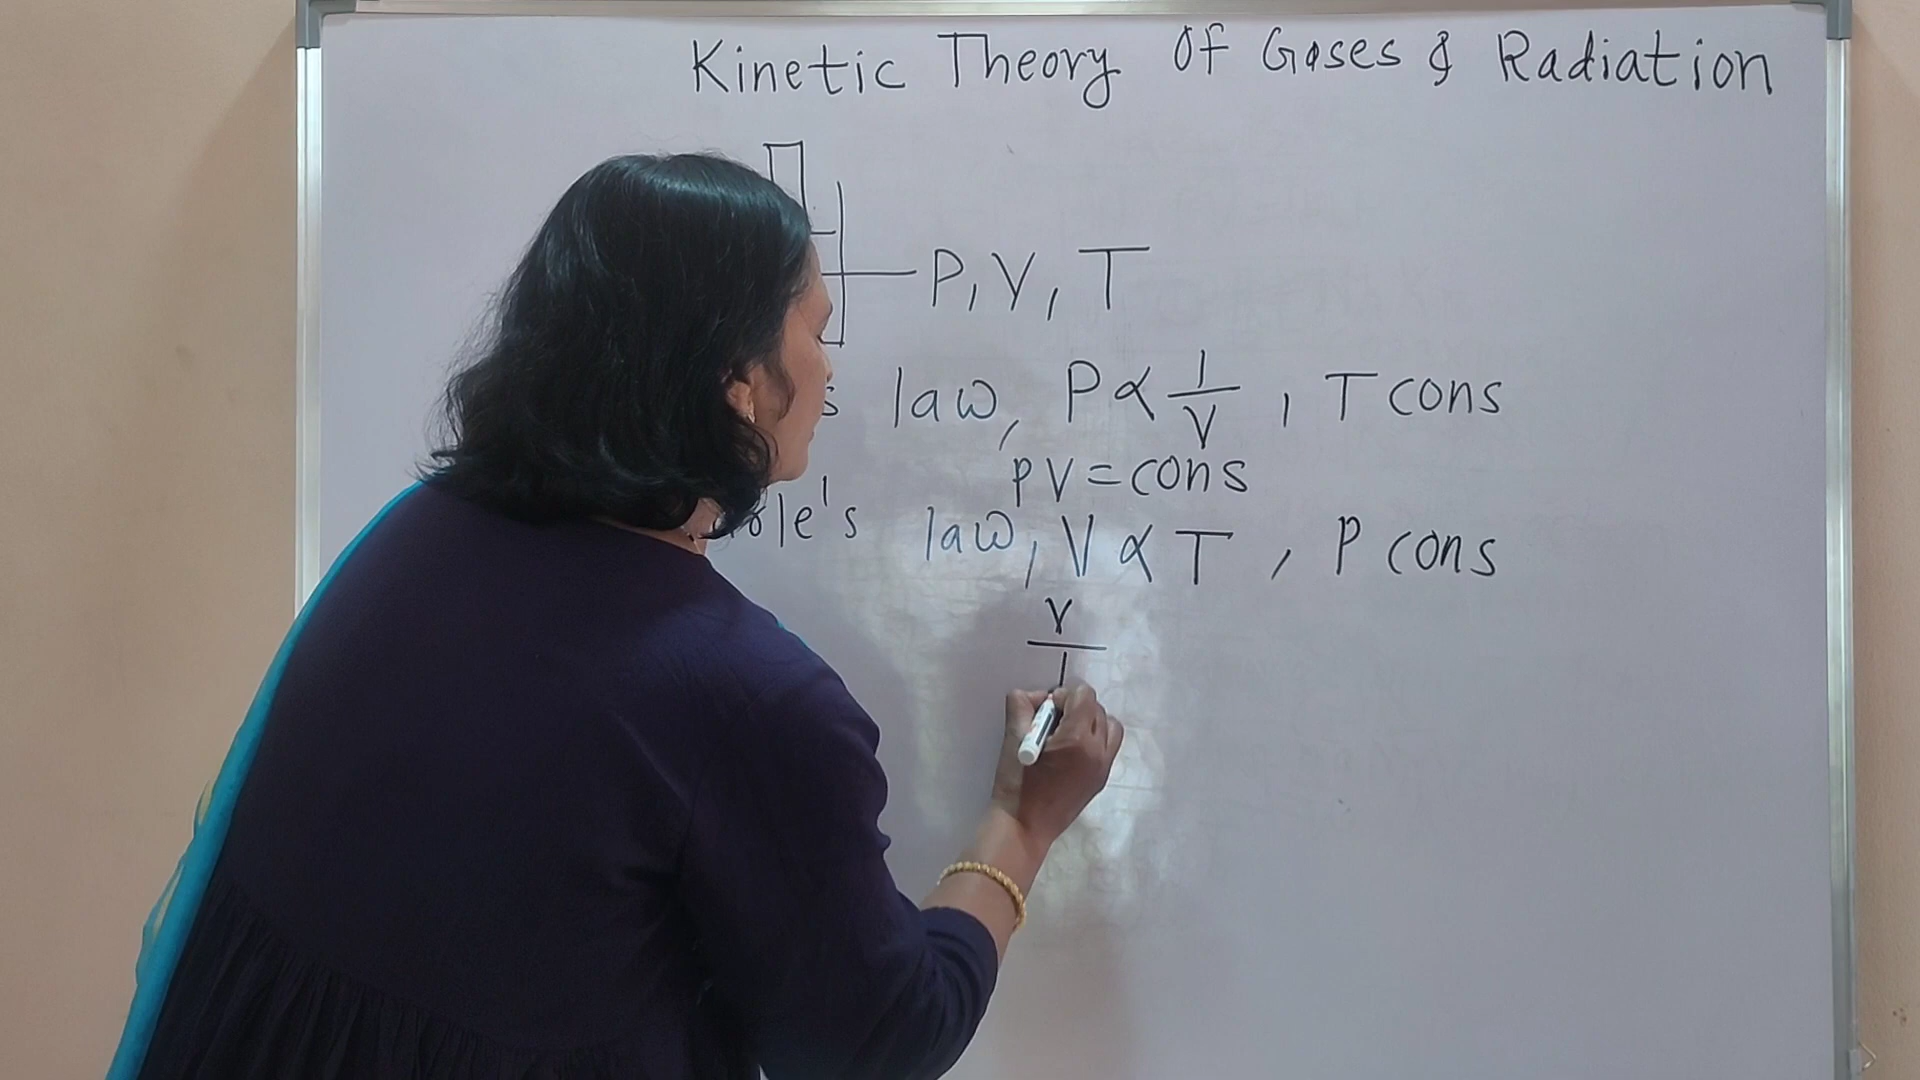 Kinetic Theory Of Gases & Radiation
P, V, T
s law, P ∝ 1/V , T cons
PV = cons
le's law, V ∝ T , P cons
V